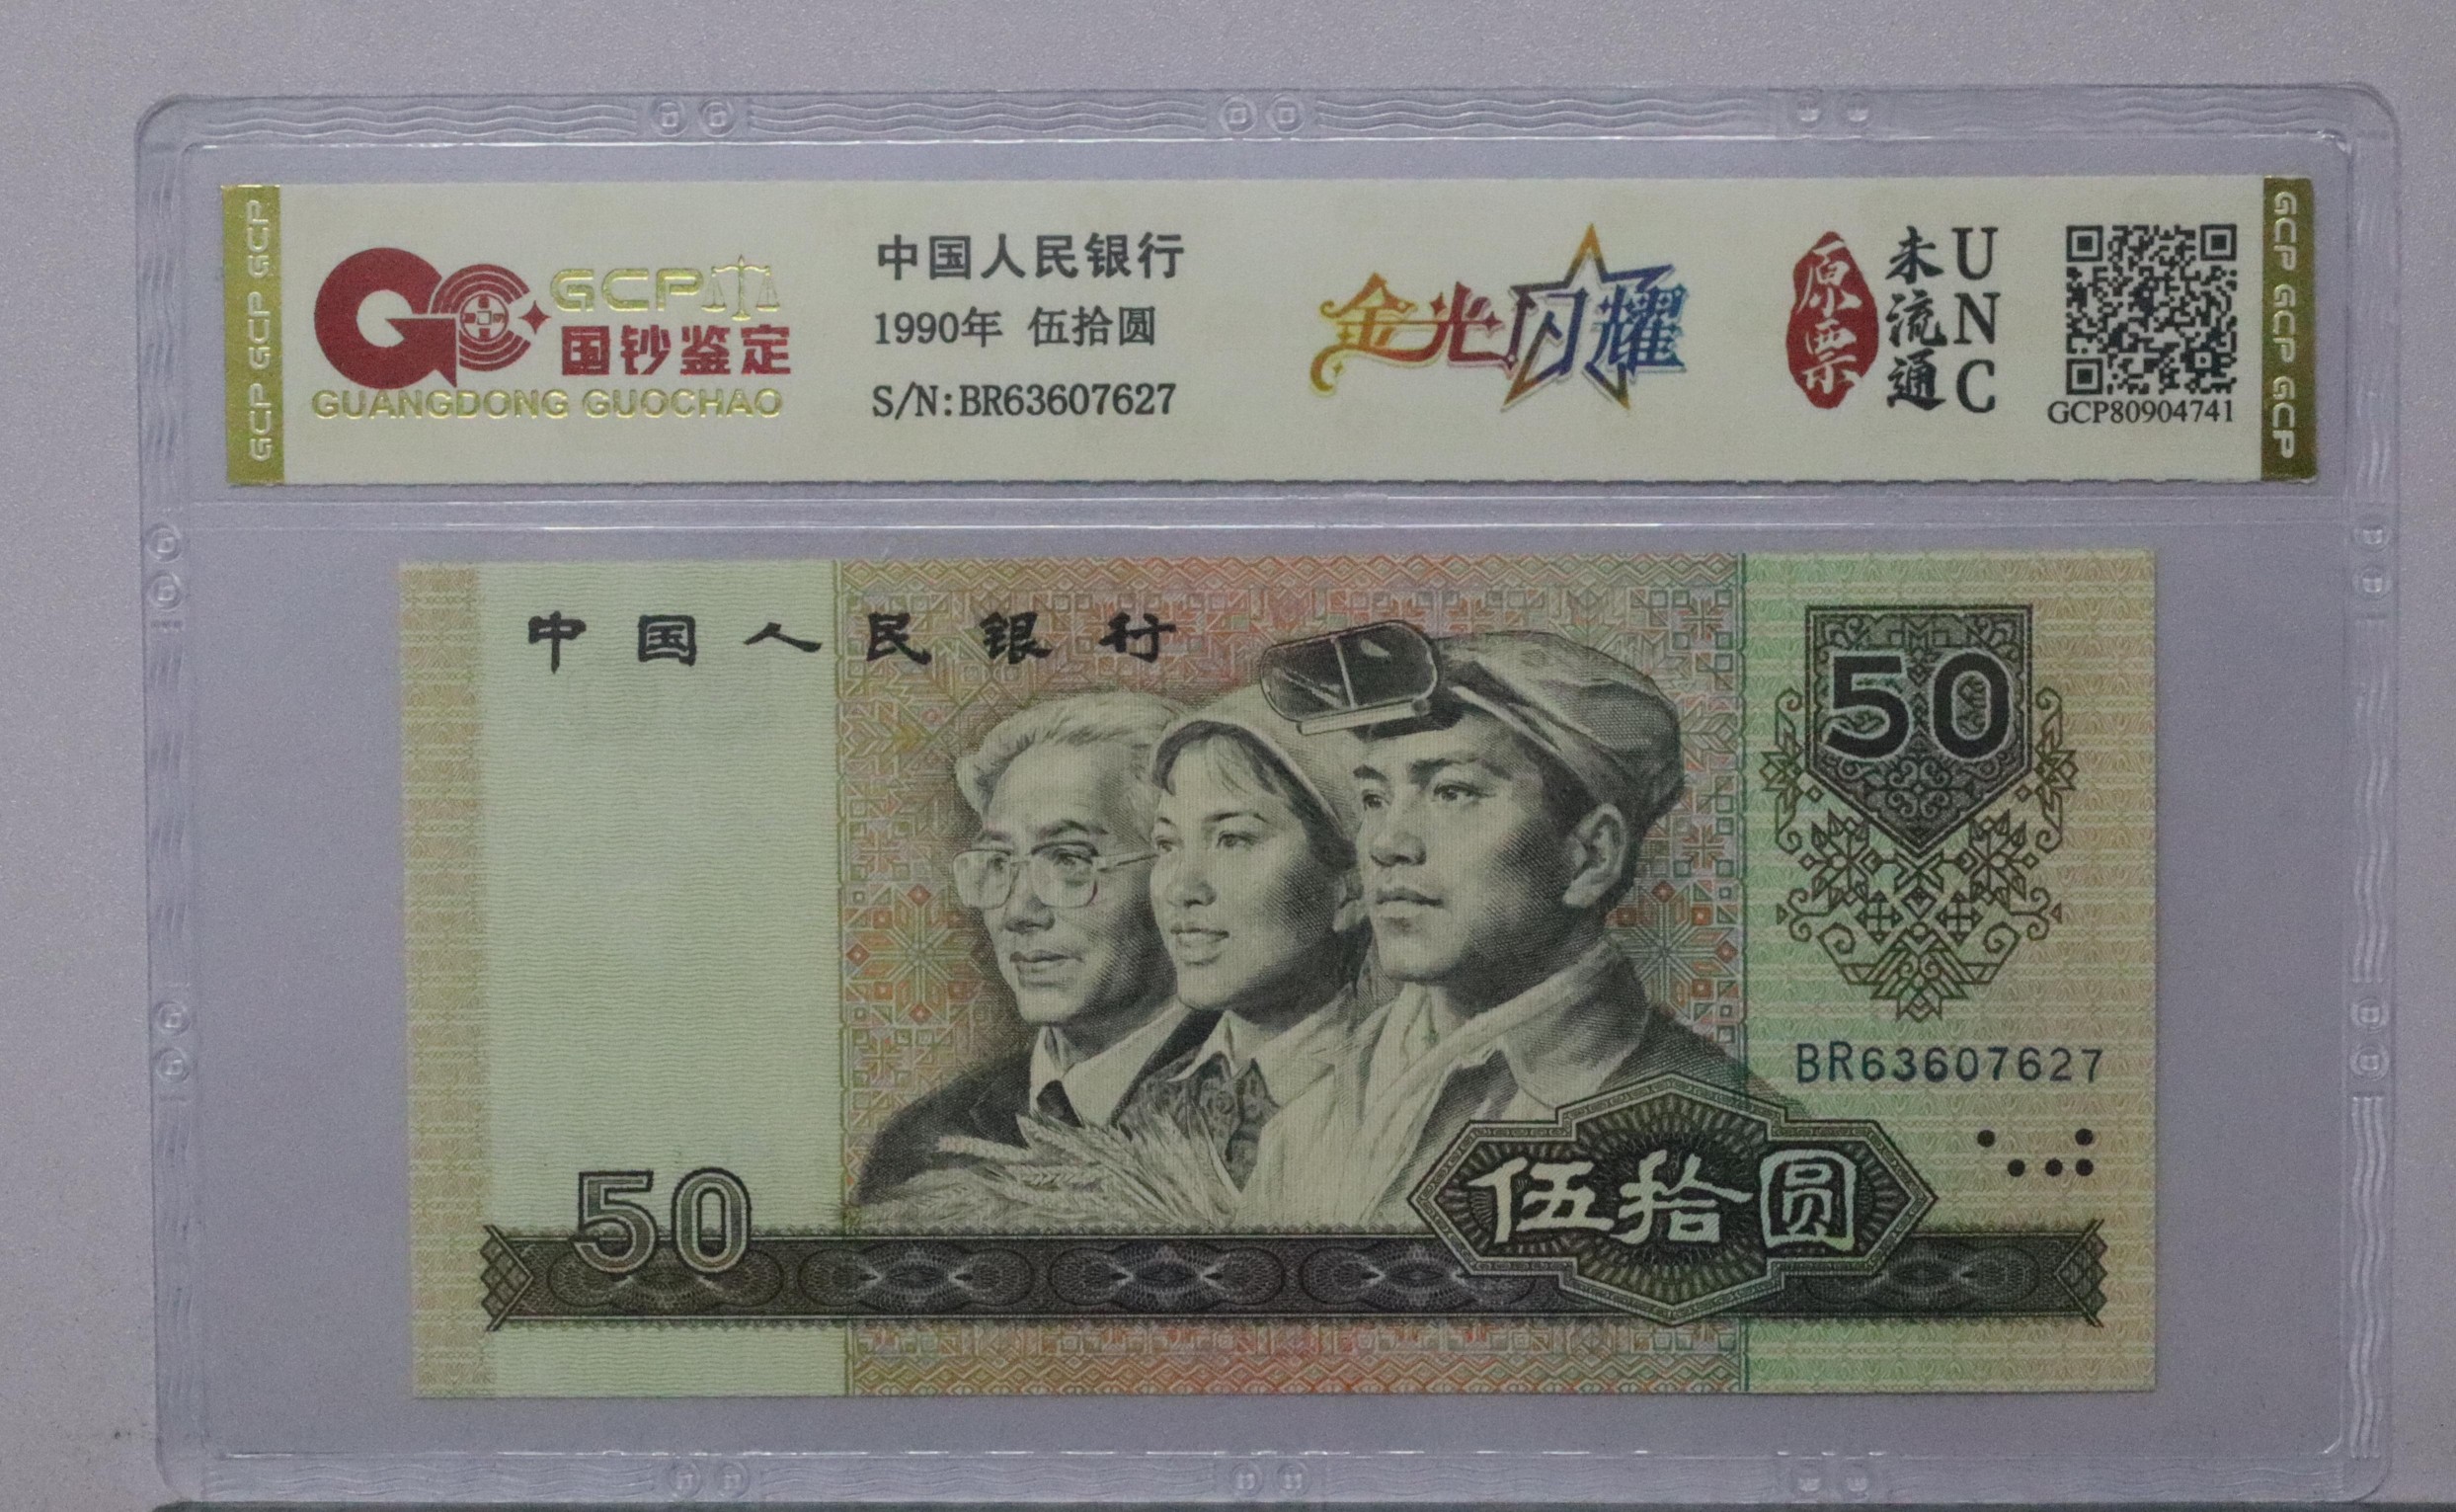 GCP GCP GCP
GCP
国钞鉴定
GUANGDONG GUOCHAO
中国人民银行
1990年 伍拾圆
S/N:BR63607627
金光闪耀
原票
未流通
UNC
GCP80904741
GCP GCP GCP
中国人民银行
50
BR63607627
50
伍拾圆